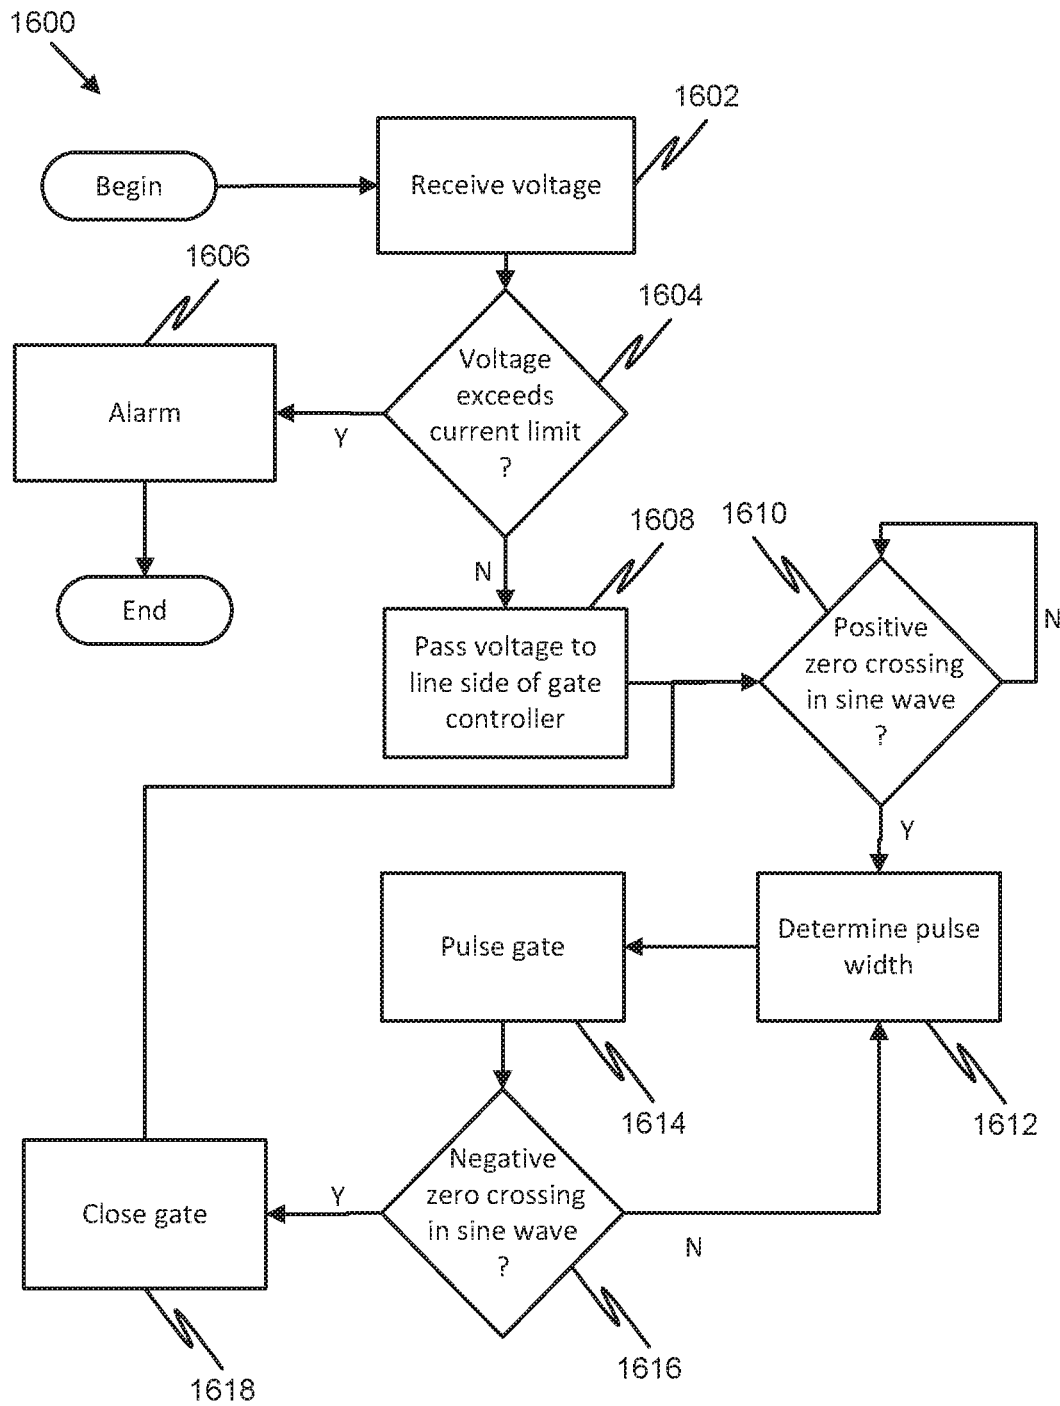 1600
1602
Begin
Receive voltage
1606
1604
Alarm
Voltage
exceeds
current limit
?
Y
N
End
1608
1610
Pass voltage to
line side of gate
controller
Positive
zero crossing
in sine wave
?
N
Y
Pulse gate
Determine pulse
width
1614
1612
Close gate
Y
Negative
zero crossing
in sine wave
?
N
1616
1618